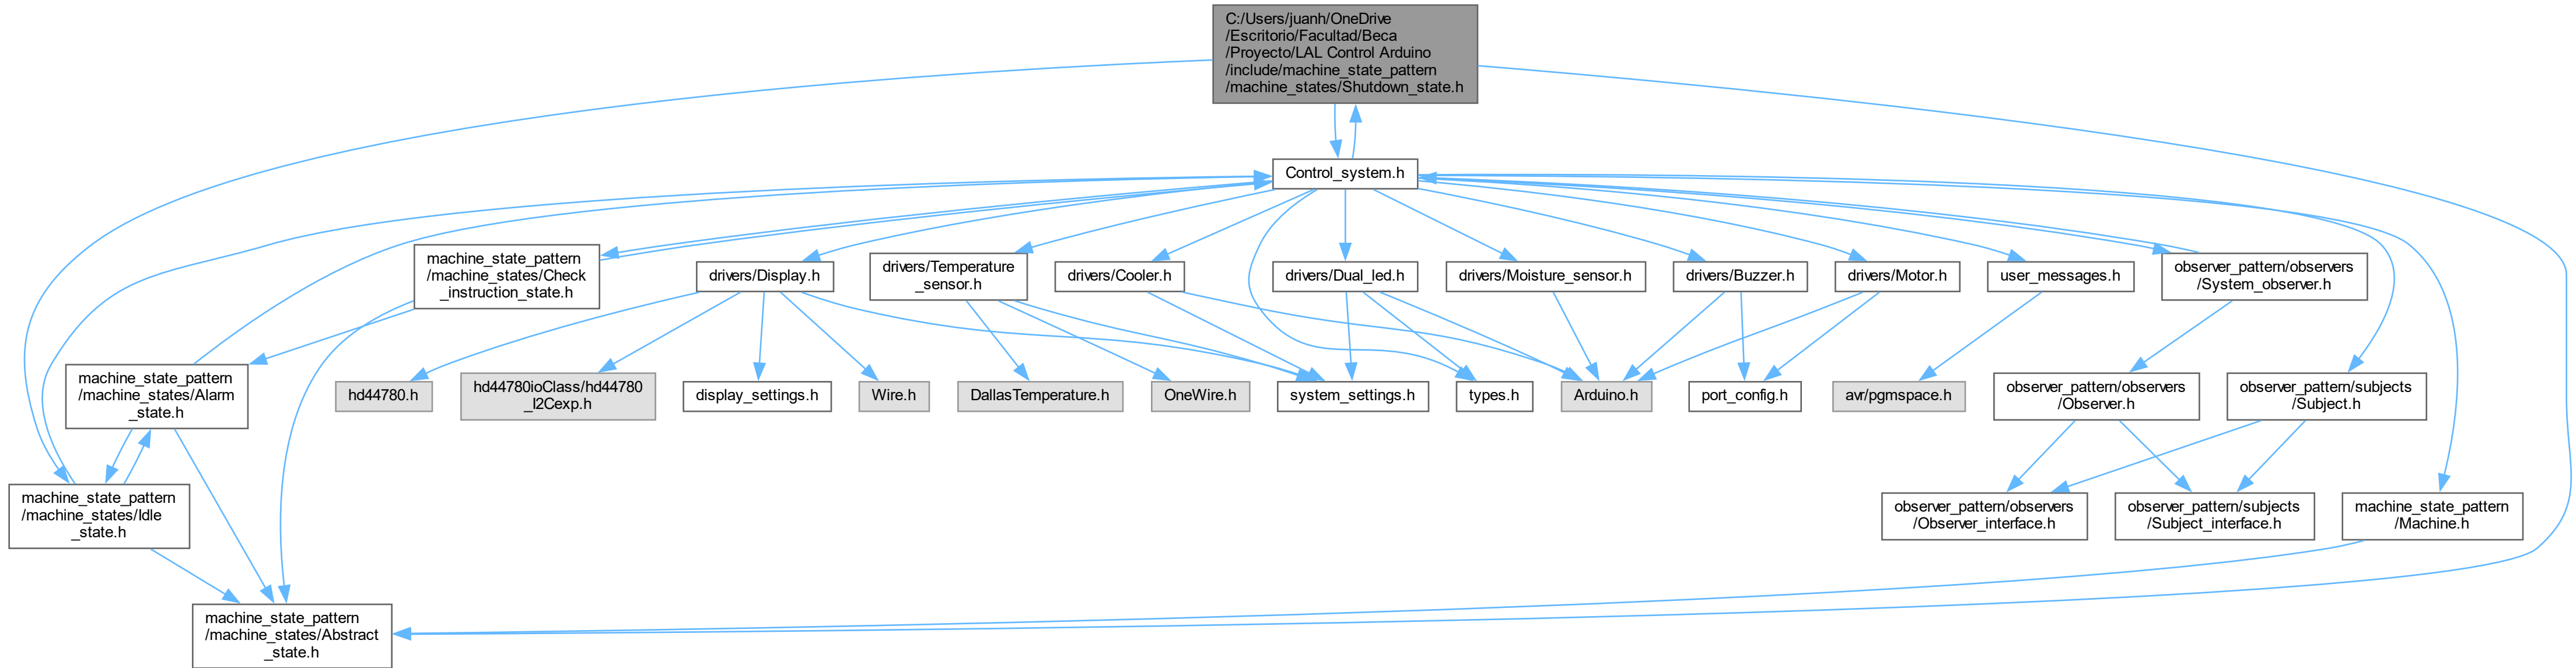 C:/Users/juanh/OneDrive
/Escritorio/Facultad/Beca
/Proyecto/LAL Control Arduino
/include/machine_state_pattern
/machine_states/Shutdown_state.h
Control_system.h
machine_state_pattern
/machine_states/Check
_instruction_state.h
drivers/Display.h
drivers/Temperature
_sensor.h
drivers/Cooler.h
drivers/Dual_led.h
drivers/Moisture_sensor.h
drivers/Buzzer.h
drivers/Motor.h
user_messages.h
observer_pattern/observers
/System_observer.h
machine_state_pattern
/machine_states/Alarm
_state.h
hd44780.h
hd44780ioClass/hd44780
_I2Cexp.h
display_settings.h
Wire.h
DallasTemperature.h
OneWire.h
system_settings.h
types.h
Arduino.h
port_config.h
avr/pgmspace.h
observer_pattern/observers
/Observer.h
observer_pattern/subjects
/Subject.h
machine_state_pattern
/machine_states/Idle
_state.h
observer_pattern/observers
/Observer_interface.h
observer_pattern/subjects
/Subject_interface.h
machine_state_pattern
/Machine.h
machine_state_pattern
/machine_states/Abstract
_state.h